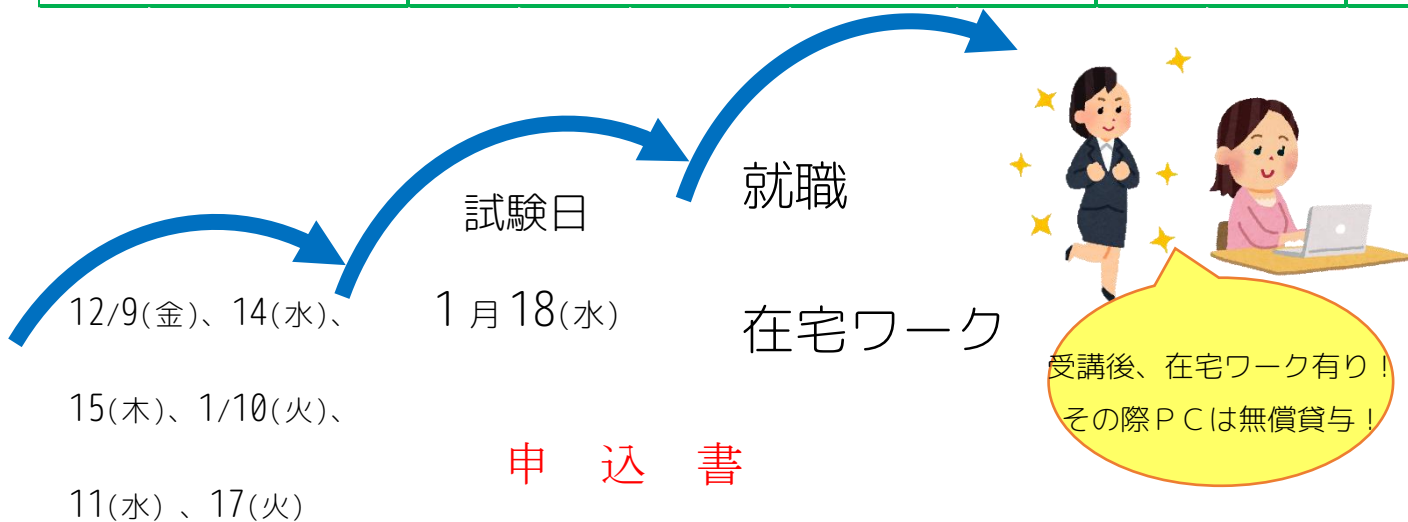 12/9(金)、14(水)、
15(木)、1/10(火)、
11(水) 、17(火)
試験日
1月18(水)
就職
在宅ワーク
受講後、在宅ワーク有り！
その際ＰＣは無償貸与！
申　込　書